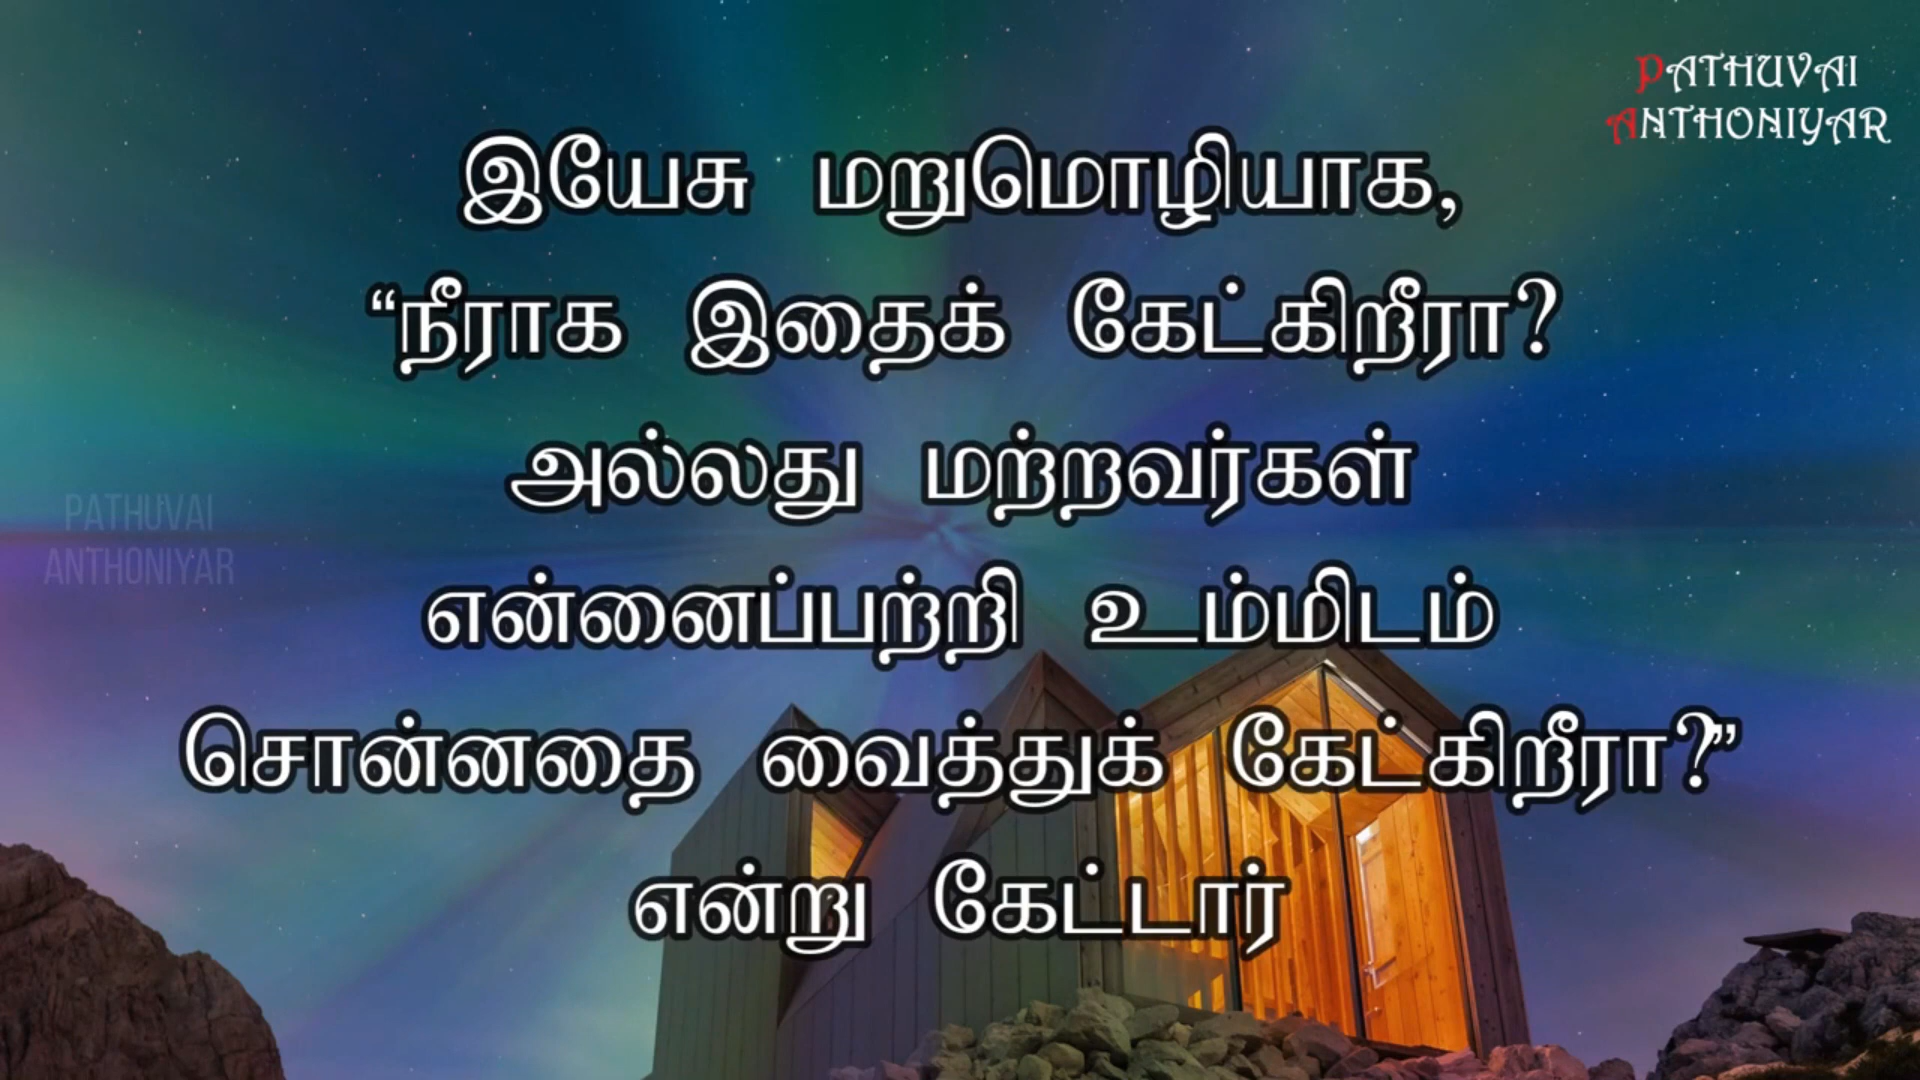 PATHUVAI
ANTHONIYAR
இயேசு மறுமொழியாக,
“நீராக இதைக் கேட்கிறீரா?
அல்லது மற்றவர்கள்
என்னைப்பற்றி உம்மிடம்
சொன்னதை வைத்துக் கேட்கிறீரா?”
என்று கேட்டார்
PATHUVAI
ANTHONIYAR